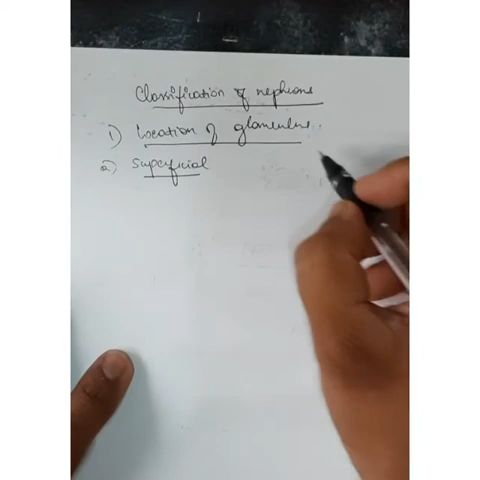 Classification of nephrons
1) Location of glomerulus.
a) Superficial